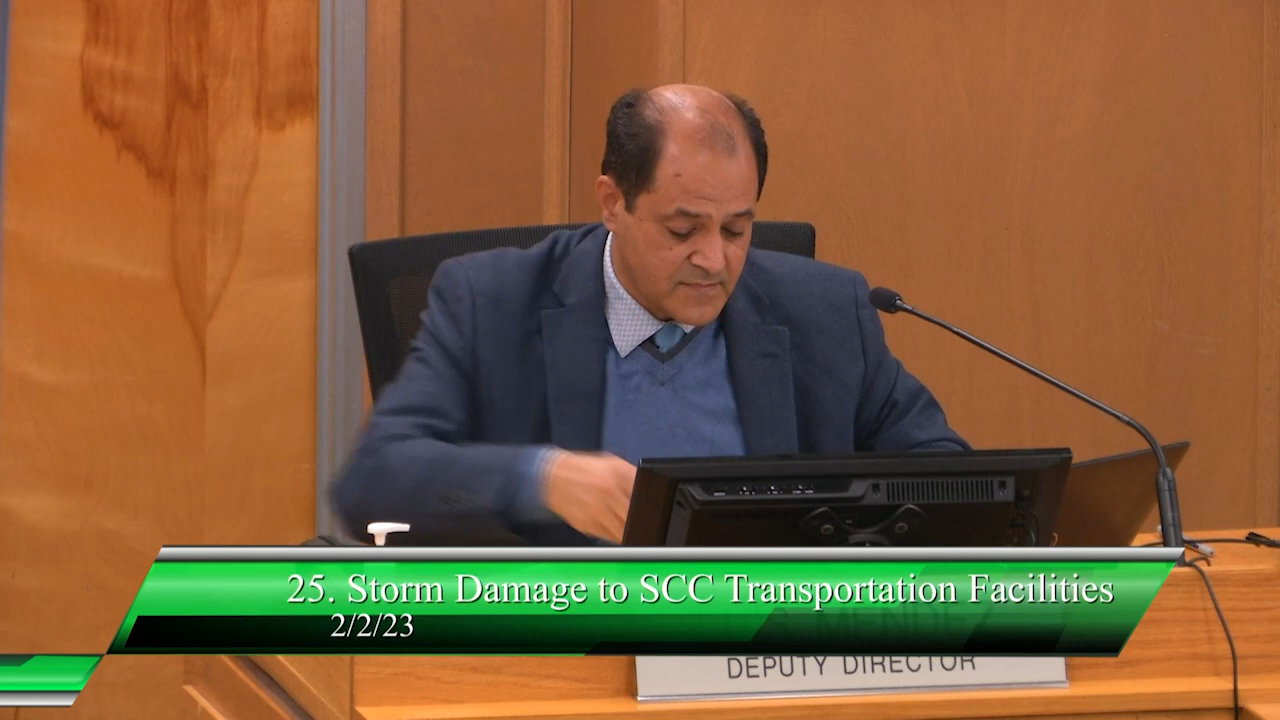 25. Storm Damage to SCC Transportation Facilities
2/2/23
DEPUTY DIRECTOR